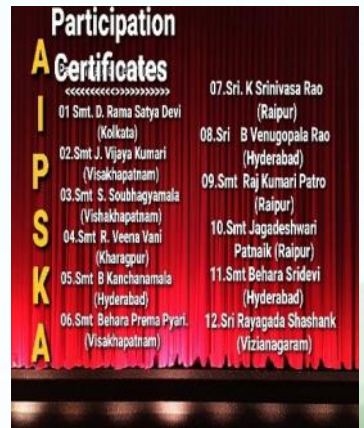 Participation
Certificates
AIPSKA
<<<<<<<<<<<>>>>>>>>>>>
01 Smt. D. Rama Satya Devi
(Kolkata)
02.Smt J. Vijaya Kumari
(Visakhapatnam)
03.Smt S. Soubhagyamala
(Vishakhapatnam)
04.Smt R. Veena Vani
(Kharagpur)
05.Smt B Kanchanamala
(Hyderabad)
06.Smt Behara Prema Pyari.
(Visakhapatnam)
07.Sri. K Srinivasa Rao
(Raipur)
08.Sri B Venugopala Rao
(Hyderabad)
09.Smt Raj Kumari Patro
(Raipur)
10.Smt Jagadeshwari
Patnaik (Raipur)
11.Smt Behara Sridevi
(Hyderabad)
12.Sri Rayagada Shashank
(Vizianagaram)